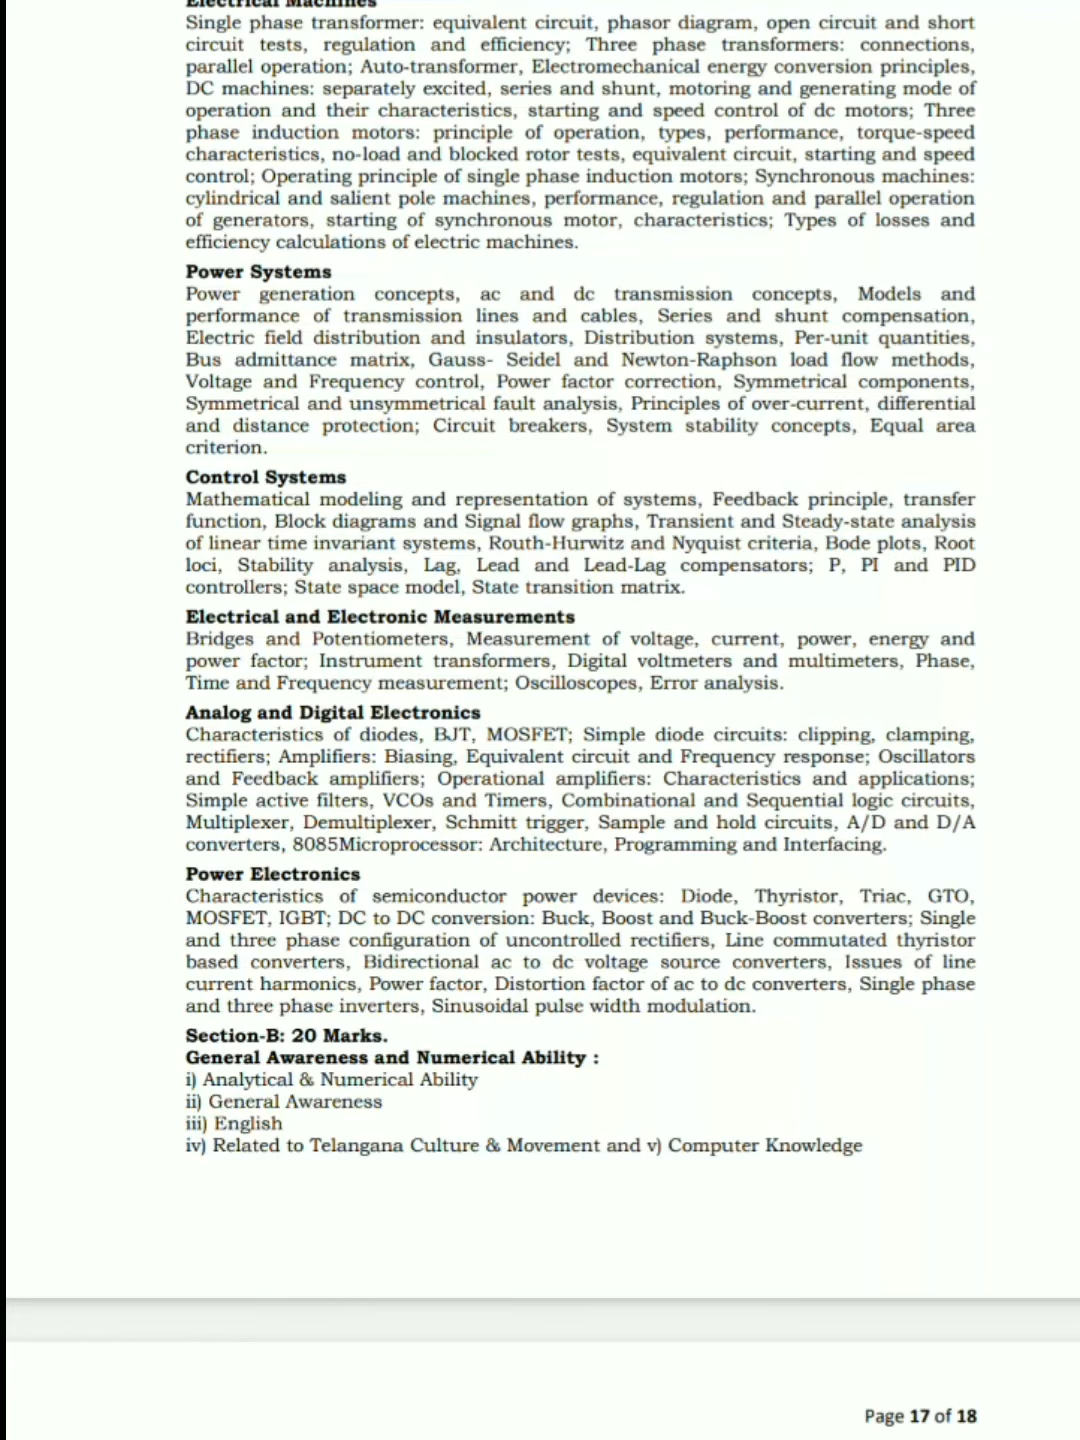 Electrical Machines
Single phase transformer: equivalent circuit, phasor diagram, open circuit and short
circuit tests, regulation and efficiency; Three phase transformers: connections,
parallel operation; Auto-transformer, Electromechanical energy conversion principles,
DC machines: separately excited, series and shunt, motoring and generating mode of
operation and their characteristics, starting and speed control of dc motors; Three
phase induction motors: principle of operation, types, performance, torque-speed
characteristics, no-load and blocked rotor tests, equivalent circuit, starting and speed
control; Operating principle of single phase induction motors; Synchronous machines:
cylindrical and salient pole machines, performance, regulation and parallel operation
of generators, starting of synchronous motor, characteristics; Types of losses and
efficiency calculations of electric machines.
Power Systems
Power generation concepts, ac and dc transmission concepts, Models and
performance of transmission lines and cables, Series and shunt compensation,
Electric field distribution and insulators, Distribution systems, Per-unit quantities,
Bus admittance matrix, Gauss- Seidel and Newton-Raphson load flow methods,
Voltage and Frequency control, Power factor correction, Symmetrical components,
Symmetrical and unsymmetrical fault analysis, Principles of over-current, differential
and distance protection; Circuit breakers, System stability concepts, Equal area
criterion.
Control Systems
Mathematical modeling and representation of systems, Feedback principle, transfer
function, Block diagrams and Signal flow graphs, Transient and Steady-state analysis
of linear time invariant systems, Routh-Hurwitz and Nyquist criteria, Bode plots, Root
loci, Stability analysis, Lag, Lead and Lead-Lag compensators; P, PI and PID
controllers; State space model, State transition matrix.
Electrical and Electronic Measurements
Bridges and Potentiometers, Measurement of voltage, current, power, energy and
power factor; Instrument transformers, Digital voltmeters and multimeters, Phase,
Time and Frequency measurement; Oscilloscopes, Error analysis.
Analog and Digital Electronics
Characteristics of diodes, BJT, MOSFET; Simple diode circuits: clipping, clamping,
rectifiers; Amplifiers: Biasing, Equivalent circuit and Frequency response; Oscillators
and Feedback amplifiers; Operational amplifiers: Characteristics and applications;
Simple active filters, VCOs and Timers, Combinational and Sequential logic circuits,
Multiplexer, Demultiplexer, Schmitt trigger, Sample and hold circuits, A/D and D/A
converters, 8085Microprocessor: Architecture, Programming and Interfacing.
Power Electronics
Characteristics of semiconductor power devices: Diode, Thyristor, Triac, GTO,
MOSFET, IGBT; DC to DC conversion: Buck, Boost and Buck-Boost converters; Single
and three phase configuration of uncontrolled rectifiers, Line commutated thyristor
based converters, Bidirectional ac to dc voltage source converters, Issues of line
current harmonics, Power factor, Distortion factor of ac to dc converters, Single phase
and three phase inverters, Sinusoidal pulse width modulation.
Section-B: 20 Marks.
General Awareness and Numerical Ability :
i) Analytical & Numerical Ability
ii) General Awareness
iii) English
iv) Related to Telangana Culture & Movement and v) Computer Knowledge
Page 17 of 18